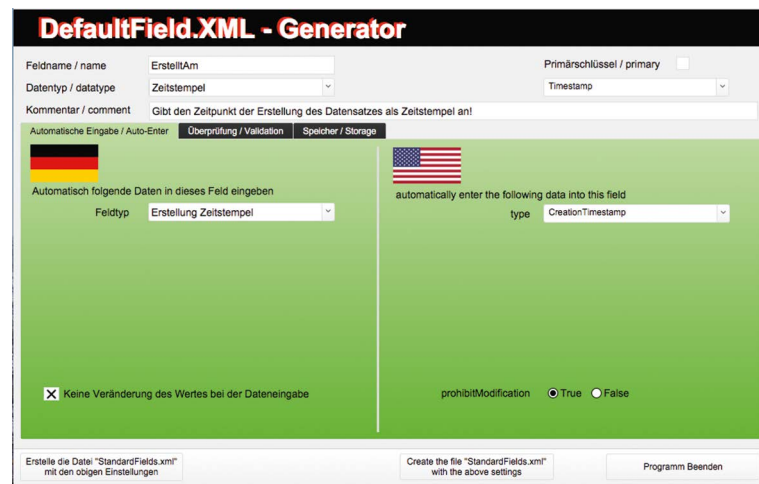 DefaultField.XML - Generator
Feldname / name ErstelltAm Primärschlüssel / primary
Datentyp / datatype Zeitstempel Timestamp
Kommentar / comment Gibt den Zeitpunkt der Erstellung des Datensatzes als Zeitstempel an!
Automatische Eingabe / Auto-Enter Überprüfung / Validation Speicher / Storage
Automatisch folgende Daten in dieses Feld eingeben
Feldtyp Erstellung Zeitstempel
automatically enter the following data into this field
type CreationTimestamp
Keine Veränderung des Wertes bei der Dateneingabe
prohibitModification True False
Erstelle die Datei "StandardFields.xml"
mit den obigen Einstellungen
Create the file "StandardFields.xml"
with the above settings
Programm Beenden